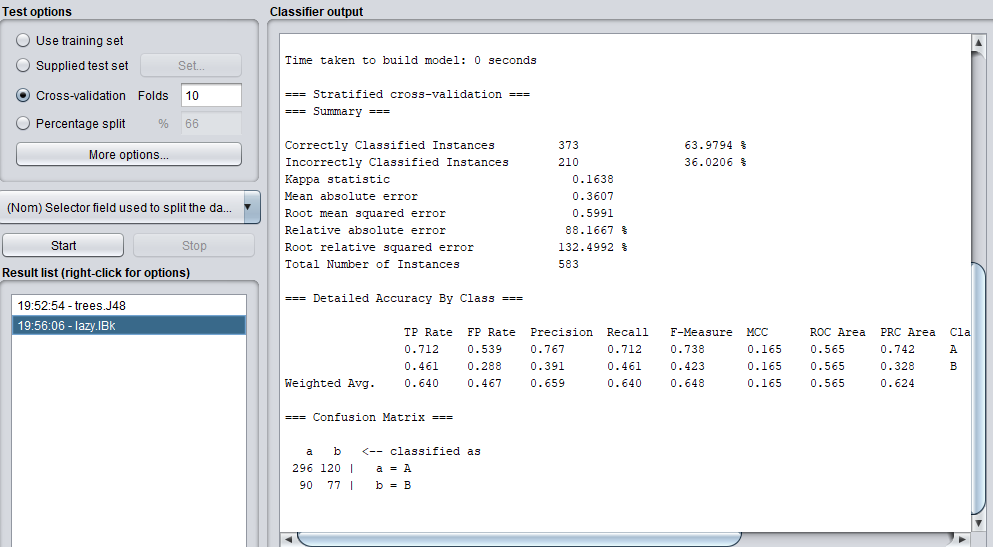 Test options
Use training set
Supplied test set Set...
Cross-validation Folds 10
Percentage split % 66
More options...
(Nom) Selector field used to split the da...
Start Stop
Result list (right-click for options)
19:52:54 - trees.J48
19:56:06 - lazy.IBk
Classifier output
Time taken to build model: 0 seconds
=== Stratified cross-validation ===
=== Summary ===
Correctly Classified Instances 373 63.9794 %
Incorrectly Classified Instances 210 36.0206 %
Kappa statistic 0.1638
Mean absolute error 0.3607
Root mean squared error 0.5991
Relative absolute error 88.1667 %
Root relative squared error 132.4992 %
Total Number of Instances 583
=== Detailed Accuracy By Class ===
TP Rate FP Rate Precision Recall F-Measure MCC ROC Area PRC Area Cla
0.712 0.539 0.767 0.712 0.738 0.165 0.565 0.742 A
0.461 0.288 0.391 0.461 0.423 0.165 0.565 0.328 B
Weighted Avg. 0.640 0.467 0.659 0.640 0.648 0.165 0.565 0.624
=== Confusion Matrix ===
a b <-- classified as
296 120 | a = A
90 77 | b = B